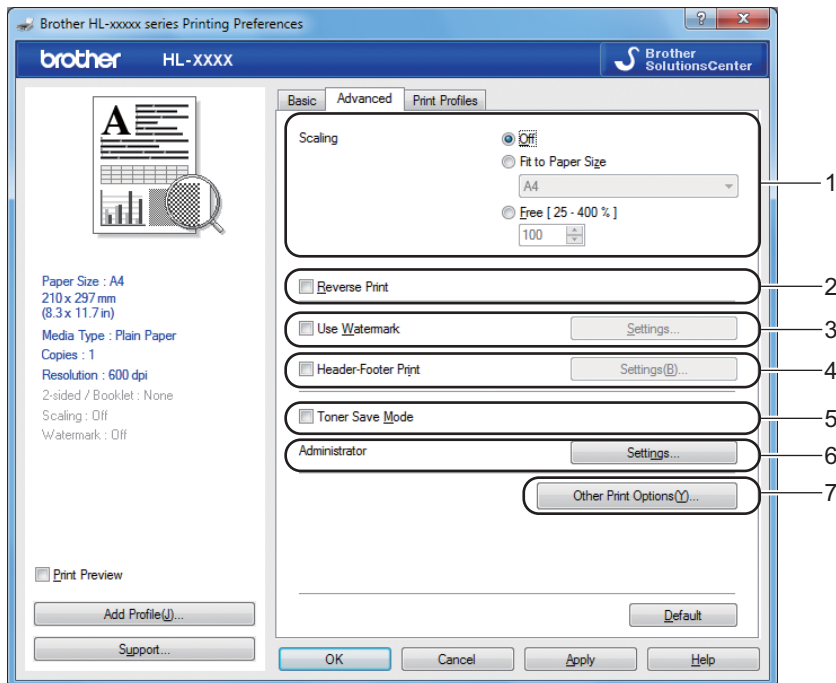 Brother HL-xxxxx series Printing Preferences
brother HL-XXXX
Brother
SolutionsCenter
A
Paper Size : A4
210 x 297 mm
(8.3 x 11.7 in)
Media Type : Plain Paper
Copies : 1
Resolution : 600 dpi
2-sided / Booklet : None
Scaling : Off
Watermark : Off
Print Preview
Add Profile(J)...
Support...
Basic Advanced Print Profiles
Scaling
Off
Fit to Paper Size
A4
Free [ 25 - 400 % ]
100
1
Reverse Print
2
Use Watermark Settings...
3
Header-Footer Print Settings(B)...
4
Toner Save Mode
5
Administrator Settings...
6
Other Print Options(Y)...
7
Default
OK Cancel Apply Help